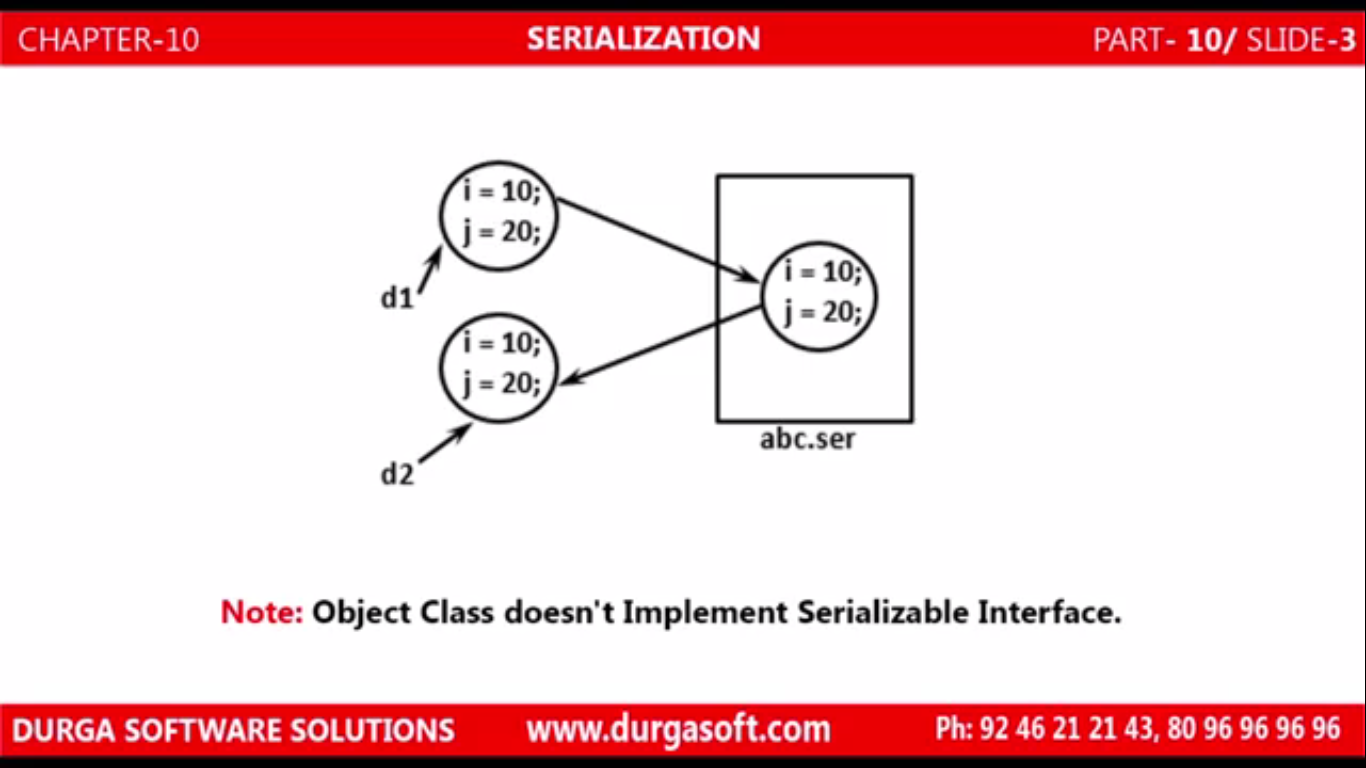 CHAPTER-10 SERIALIZATION PART- 10/ SLIDE-3
i = 10;
j = 20;
d1
i = 10;
j = 20;
d2
i = 10;
j = 20;
abc.ser
Note: Object Class doesn't Implement Serializable Interface.
DURGA SOFTWARE SOLUTIONS www.durgasoft.com Ph: 92 46 21 21 43, 80 96 96 96 96